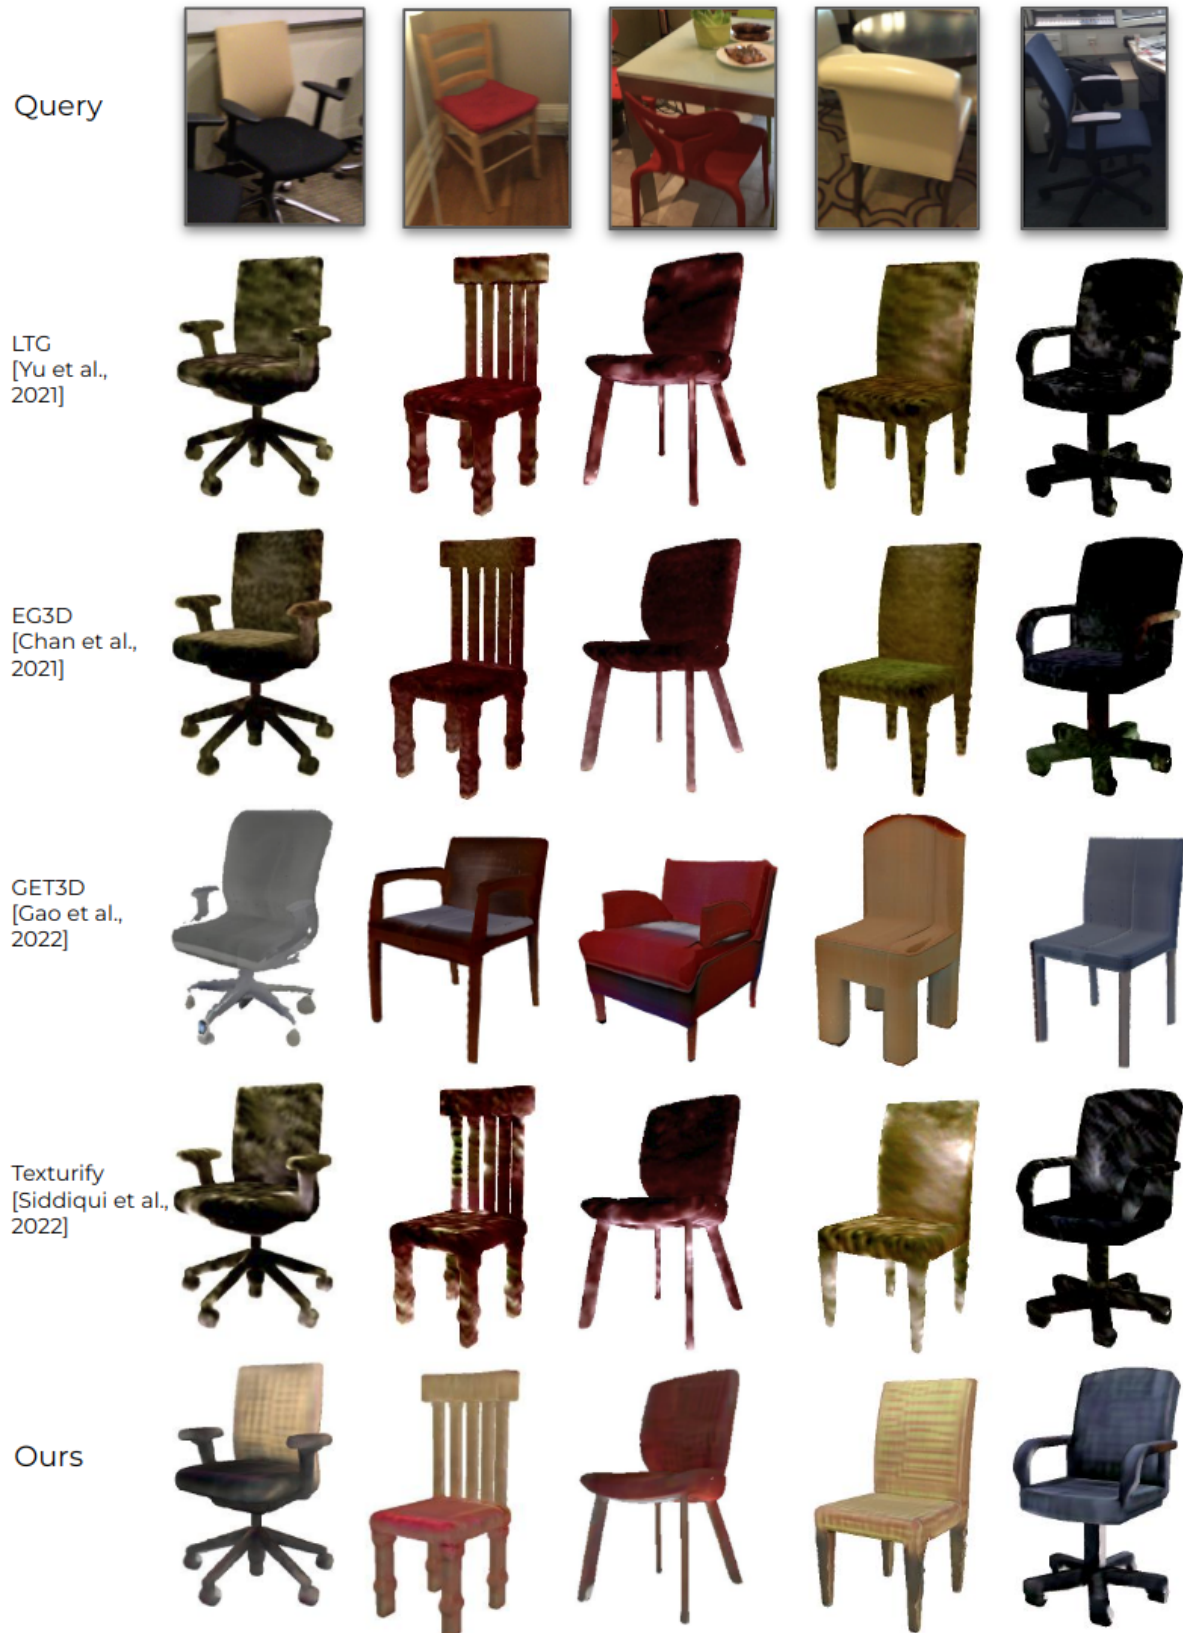 Query
LTG
[Yu et al.,
2021]
EG3D
[Chan et al.,
2021]
GET3D
[Gao et al.,
2022]
Texturify
[Siddiqui et al.,
2022]
Ours